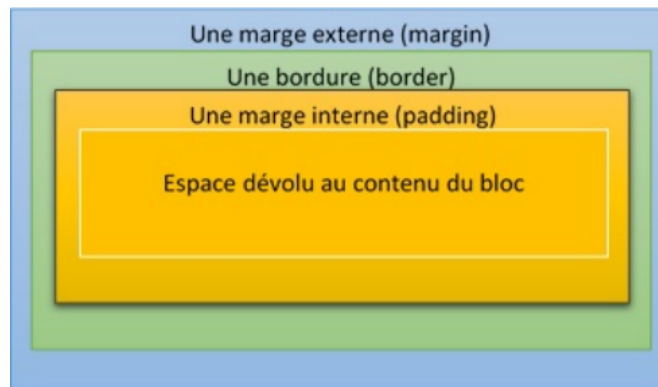 Une marge externe (margin)
Une bordure (border)
Une marge interne (padding)
Espace dévolu au contenu du bloc